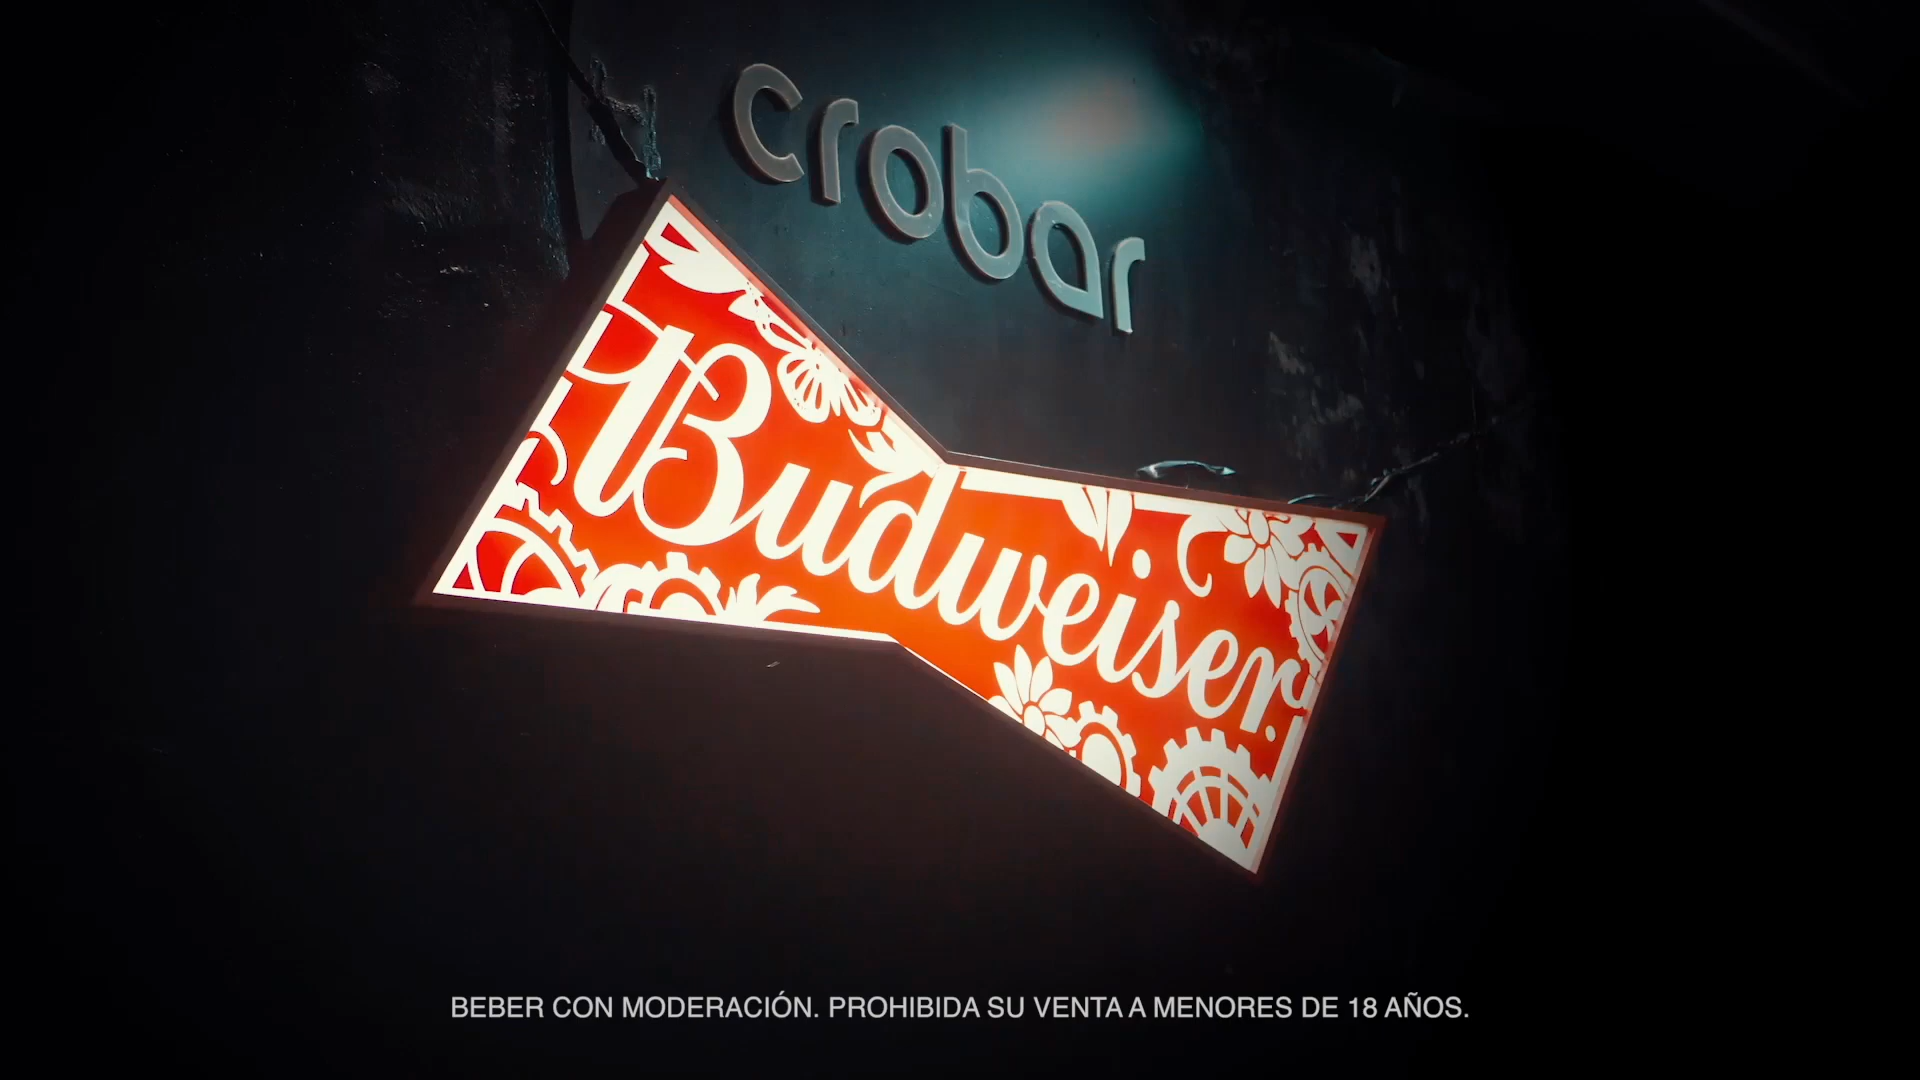 crobar
Budweiser.
BEBER CON MODERACIÓN. PROHIBIDA SU VENTA A MENORES DE 18 AÑOS.